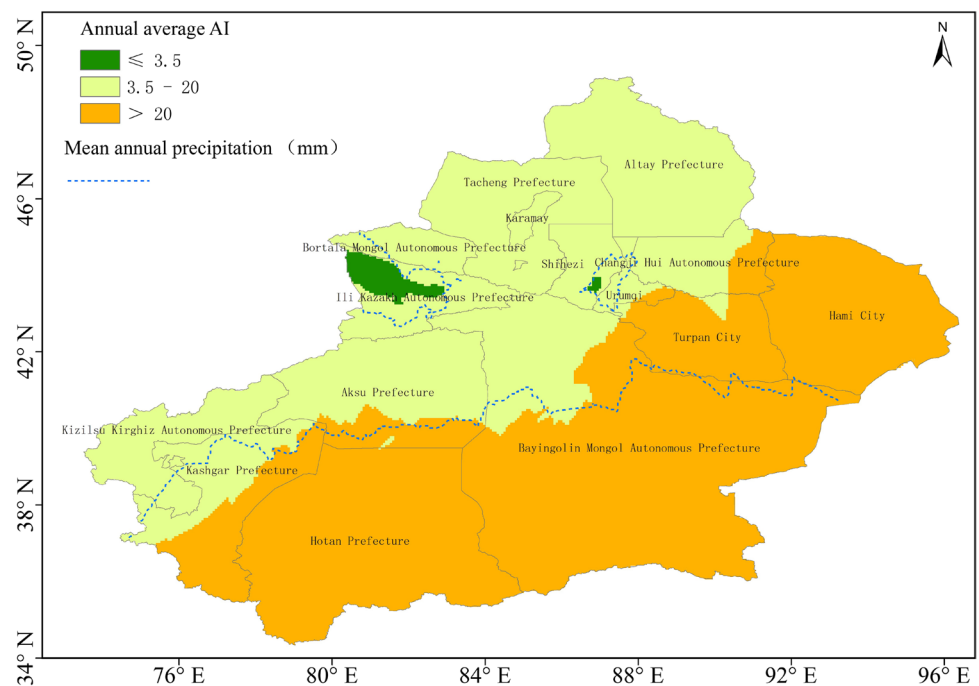 Annual average AI
≤ 3.5
3.5 - 20
> 20
Mean annual precipitation （mm）
N
50° N
46° N
42° N
38° N
34° N
Altay Prefecture
Tacheng Prefecture
Karamay
Bortala Mongol Autonomous Prefecture
Shihezi
Changji Hui Autonomous Prefecture
Ili Kazakh Autonomous Prefecture
Urumqi
Hami City
Turpan City
Aksu Prefecture
Kizilsu Kirghiz Autonomous Prefecture
Bayingolin Mongol Autonomous Prefecture
Kashgar Prefecture
Hotan Prefecture
76° E
80° E
84° E
88° E
92° E
96° E